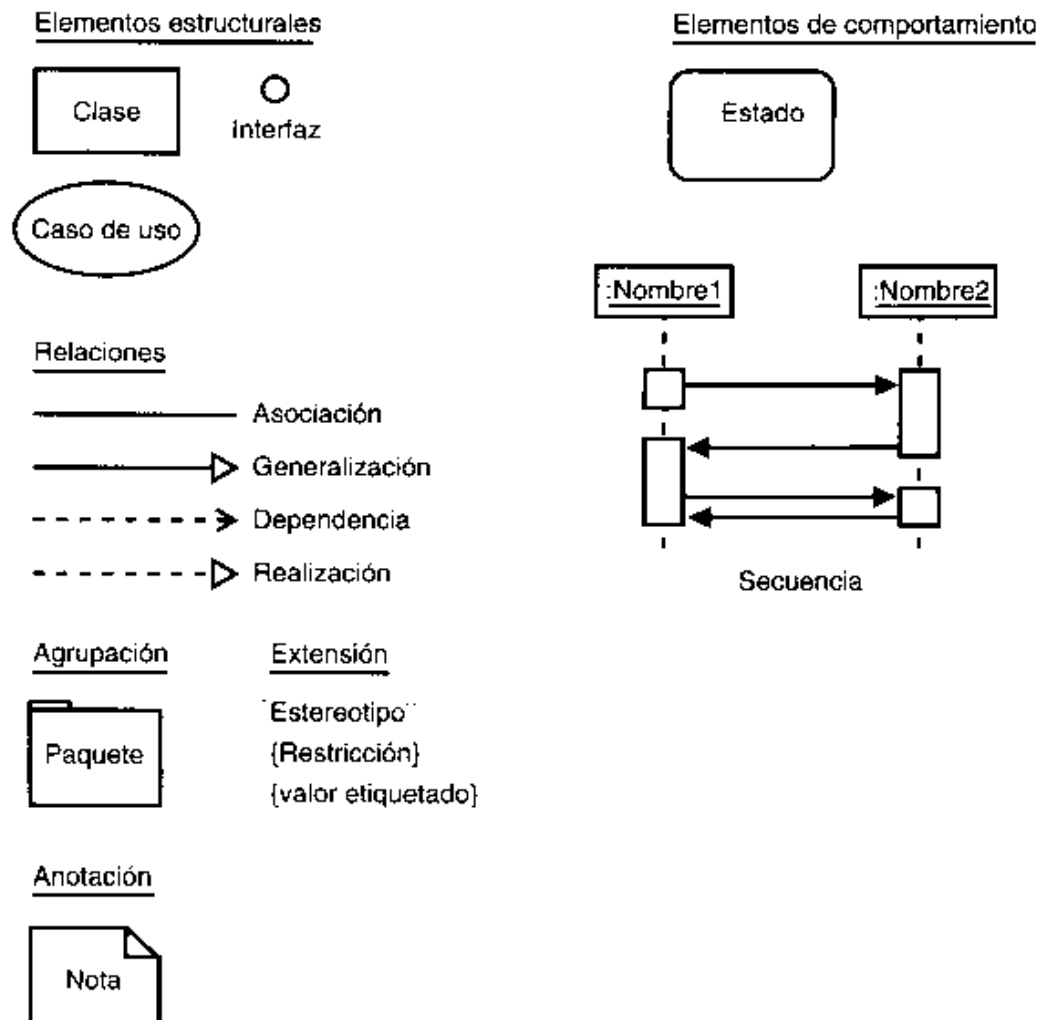 Elementos estructurales
Clase
Interfaz
Caso de uso
Relaciones
Asociación
Generalización
Dependencia
Realización
Agrupación
Paquete
Extensión
¨Estereotipo¨
{Restricción}
{valor etiquetado}
Anotación
Nota
Elementos de comportamiento
Estado
:Nombre1
:Nombre2
Secuencia